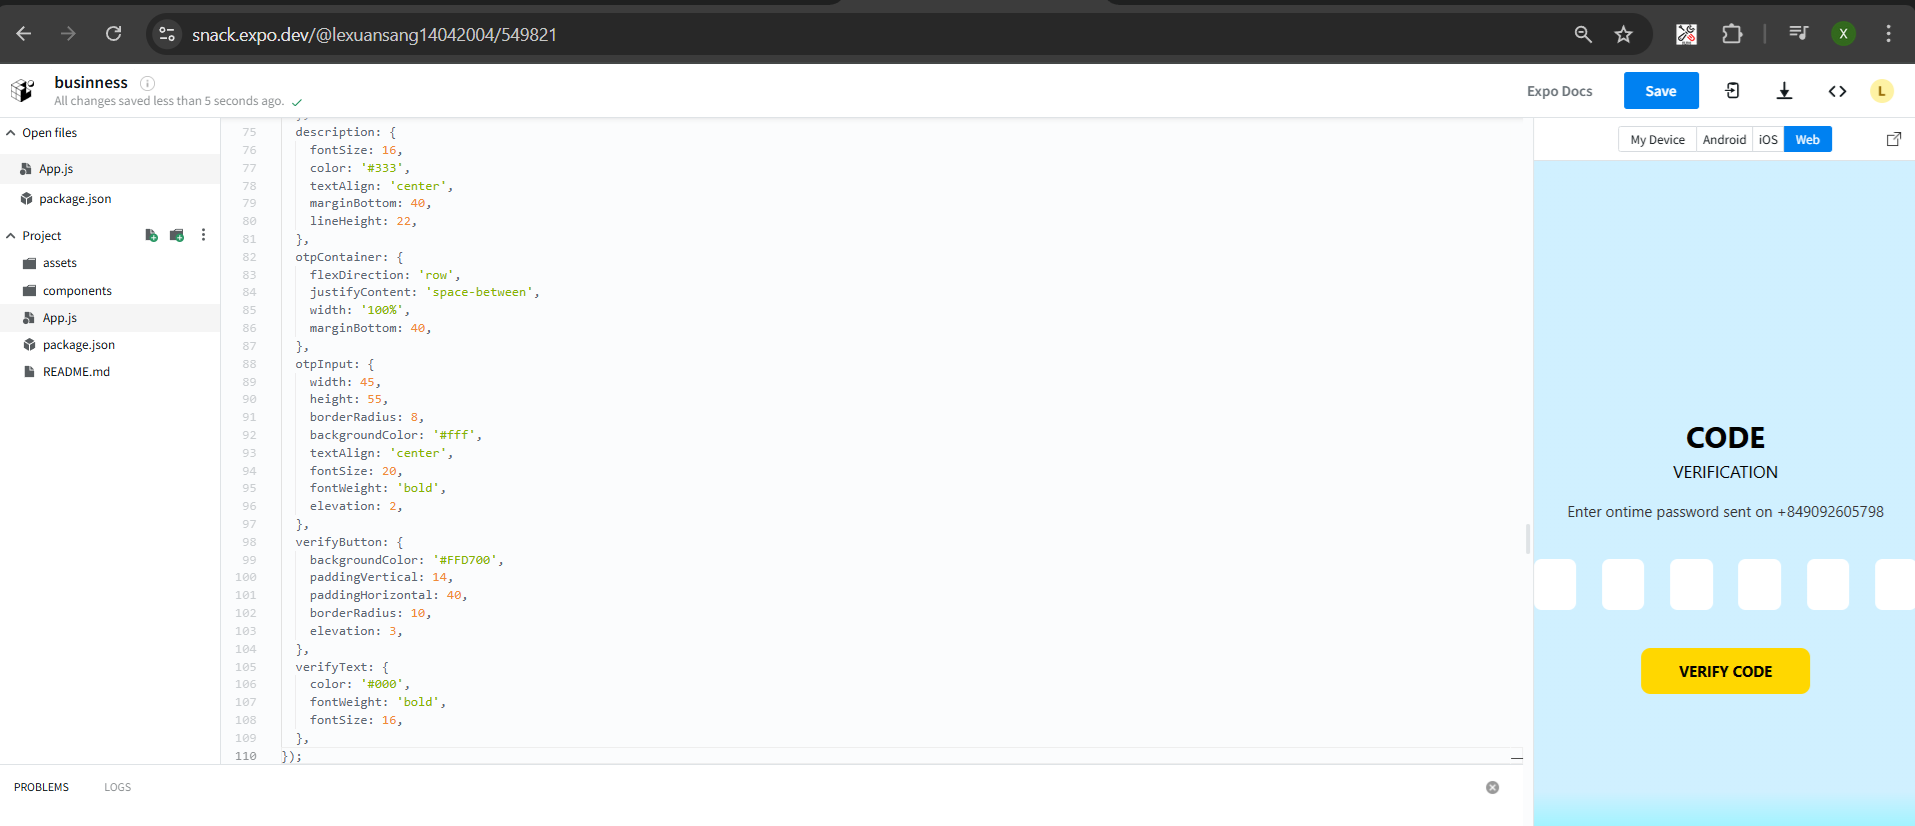 snack.expo.dev/@lexuansang14042004/549821
X
businness
All changes saved less than 5 seconds ago.
Expo Docs
Save
L
Open files
App.js
package.json
Project
assets
components
App.js
package.json
README.md
75 description: {
76 fontSize: 16,
77 color: '#333',
78 textAlign: 'center',
79 marginBottom: 40,
80 lineHeight: 22,
81 },
82 otpContainer: {
83 flexDirection: 'row',
84 justifyContent: 'space-between',
85 width: '100%',
86 marginBottom: 40,
87 },
88 otpInput: {
89 width: 45,
90 height: 55,
91 borderRadius: 8,
92 backgroundColor: '#fff',
93 textAlign: 'center',
94 fontSize: 20,
95 fontWeight: 'bold',
96 elevation: 2,
97 },
98 verifyButton: {
99 backgroundColor: '#FFD700',
100 paddingVertical: 14,
101 paddingHorizontal: 40,
102 borderRadius: 10,
103 elevation: 3,
104 },
105 verifyText: {
106 color: '#000',
107 fontWeight: 'bold',
108 fontSize: 16,
109 },
110 });
PROBLEMS
LOGS
My Device
Android
iOS
Web
CODE
VERIFICATION
Enter ontime password sent on +849092605798
VERIFY CODE